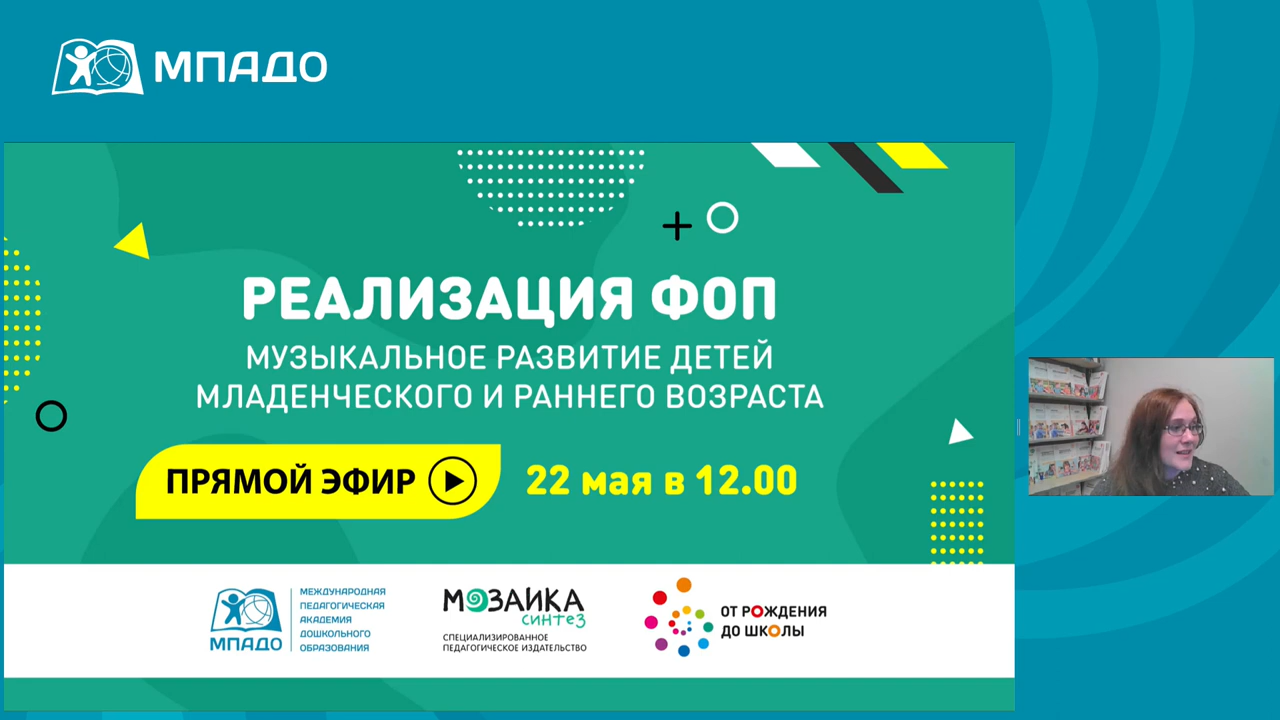 МПАДО
РЕАЛИЗАЦИЯ ФОП
МУЗЫКАЛЬНОЕ РАЗВИТИЕ ДЕТЕЙ
МЛАДЕНЧЕСКОГО И РАННЕГО ВОЗРАСТА
ПРЯМОЙ ЭФИР
22 мая в 12.00
МПАДО
МЕЖДУНАРОДНАЯ
ПЕДАГОГИЧЕСКАЯ
АКАДЕМИЯ
ДОШКОЛЬНОГО
ОБРАЗОВАНИЯ
МОЗАИКА
СИНТЕЗ
СПЕЦИАЛИЗИРОВАННОЕ
ПЕДАГОГИЧЕСКОЕ ИЗДАТЕЛЬСТВО
ОТ РОЖДЕНИЯ
ДО ШКОЛЫ